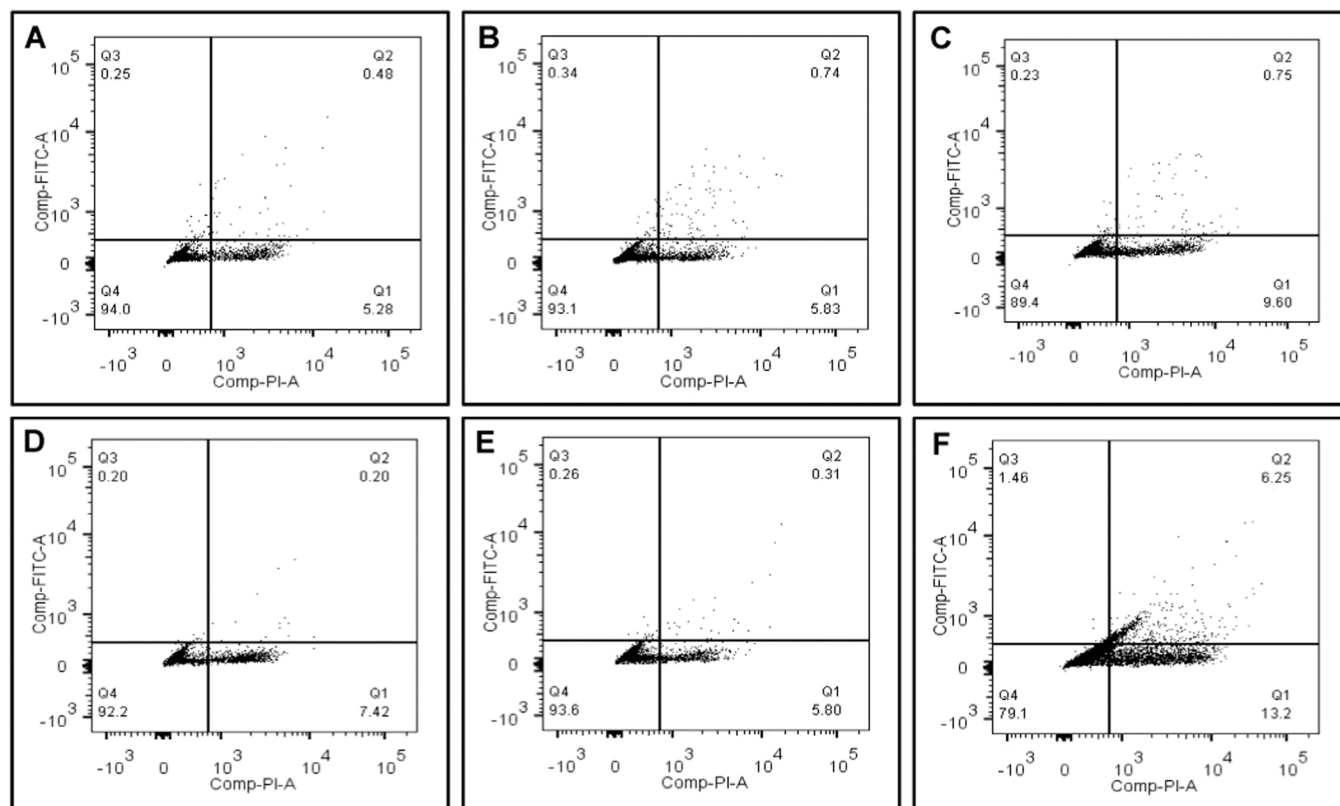 A
Q3
0.25
Q2
0.48
10^5
10^4
10^3
0
-10^3
Comp-FITC-A
Q4
94.0
Q1
5.28
-10^3 0 10^3 10^4 10^5
Comp-PI-A
B
Q3
0.34
Q2
0.74
10^5
10^4
10^3
0
-10^3
Comp-FITC-A
Q4
93.1
Q1
5.83
-10^3 0 10^3 10^4 10^5
Comp-PI-A
C
Q3
0.23
Q2
0.75
10^5
10^4
10^3
0
-10^3
Comp-FITC-A
Q4
89.4
Q1
9.60
-10^3 0 10^3 10^4 10^5
Comp-PI-A
D
Q3
0.20
Q2
0.20
10^5
10^4
10^3
0
-10^3
Comp-FITC-A
Q4
92.2
Q1
7.42
-10^3 0 10^3 10^4 10^5
Comp-PI-A
E
Q3
0.26
Q2
0.31
10^5
10^4
10^3
0
-10^3
Comp-FITC-A
Q4
93.6
Q1
5.80
-10^3 0 10^3 10^4 10^5
Comp-PI-A
F
Q3
1.46
Q2
6.25
10^5
10^4
10^3
0
-10^3
Comp-FITC-A
Q4
79.1
Q1
13.2
-10^3 0 10^3 10^4 10^5
Comp-PI-A